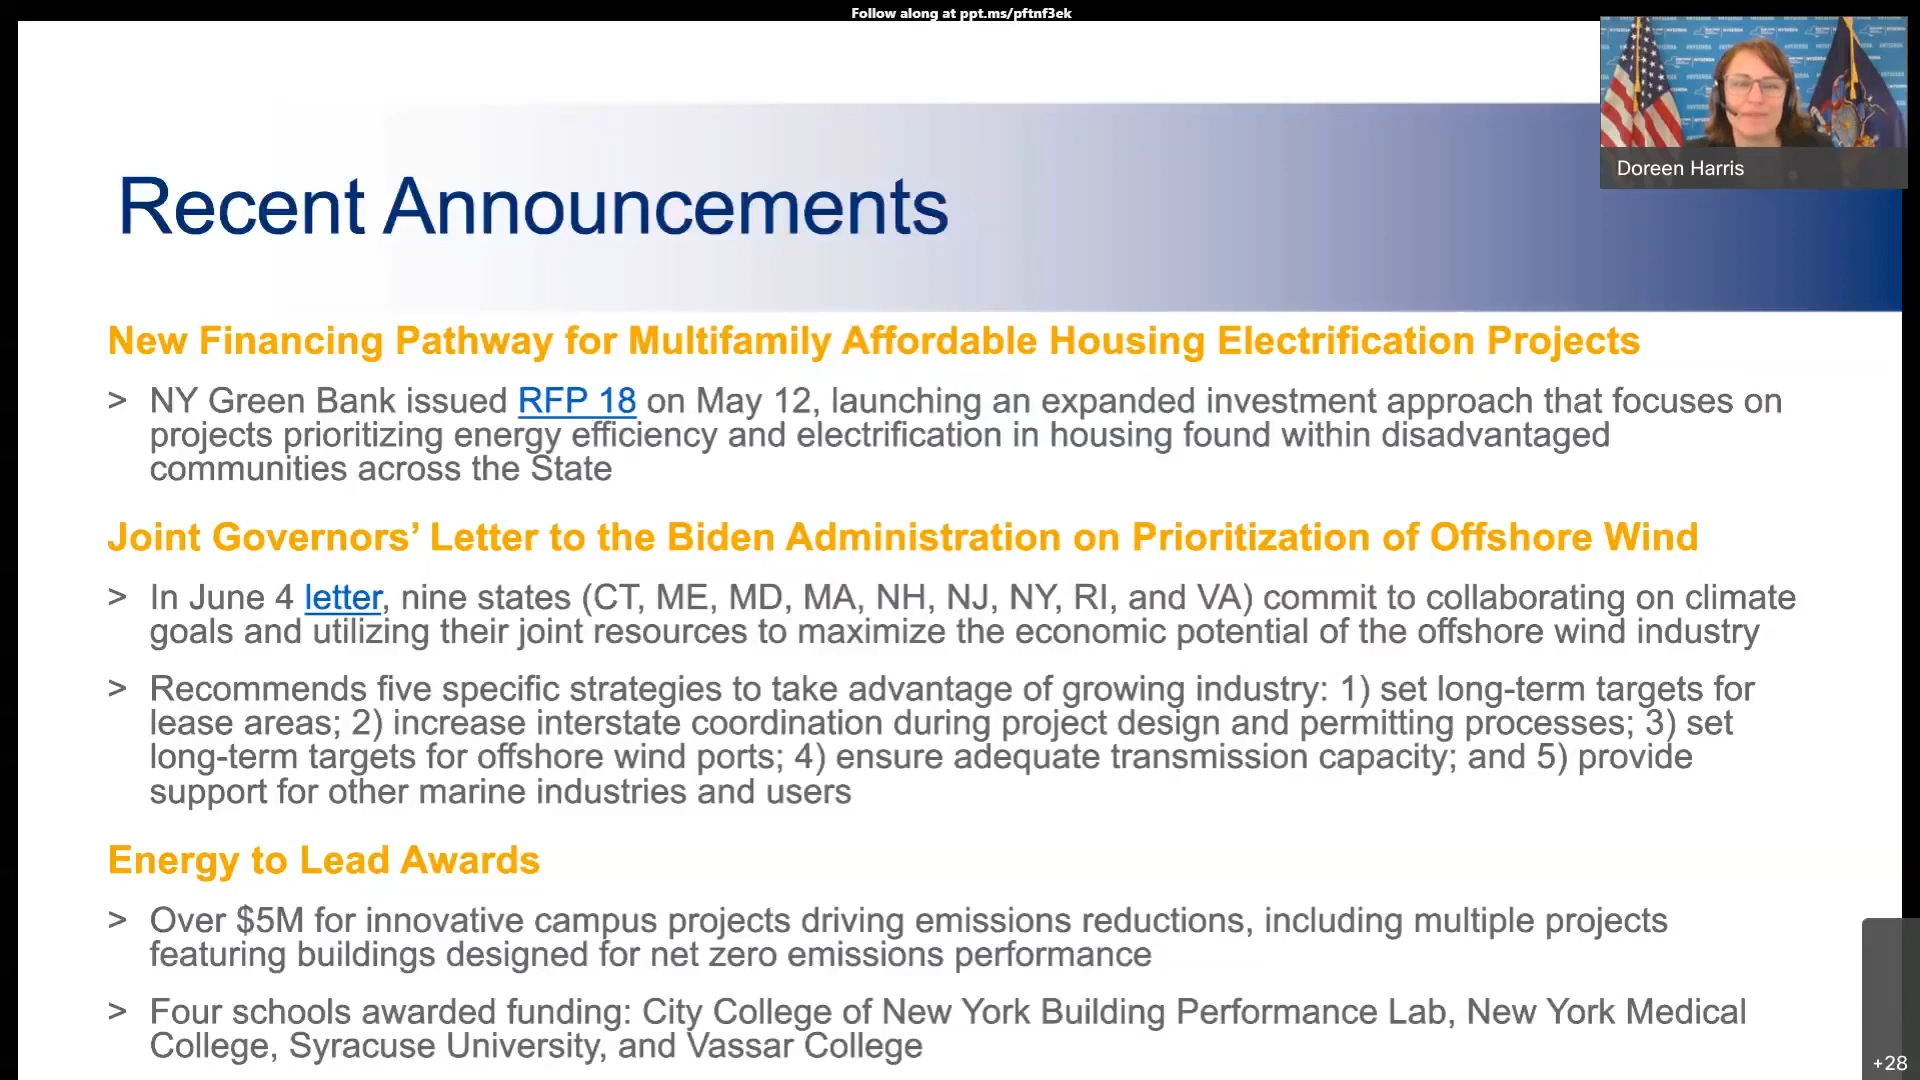 Follow along at ppt.ms/pftnf3ek
Doreen Harris
Recent Announcements
New Financing Pathway for Multifamily Affordable Housing Electrification Projects
> NY Green Bank issued RFP 18 on May 12, launching an expanded investment approach that focuses on
projects prioritizing energy efficiency and electrification in housing found within disadvantaged
communities across the State
Joint Governors’ Letter to the Biden Administration on Prioritization of Offshore Wind
> In June 4 letter, nine states (CT, ME, MD, MA, NH, NJ, NY, RI, and VA) commit to collaborating on climate
goals and utilizing their joint resources to maximize the economic potential of the offshore wind industry
> Recommends five specific strategies to take advantage of growing industry: 1) set long-term targets for
lease areas; 2) increase interstate coordination during project design and permitting processes; 3) set
long-term targets for offshore wind ports; 4) ensure adequate transmission capacity; and 5) provide
support for other marine industries and users
Energy to Lead Awards
> Over $5M for innovative campus projects driving emissions reductions, including multiple projects
featuring buildings designed for net zero emissions performance
> Four schools awarded funding: City College of New York Building Performance Lab, New York Medical
College, Syracuse University, and Vassar College
+28